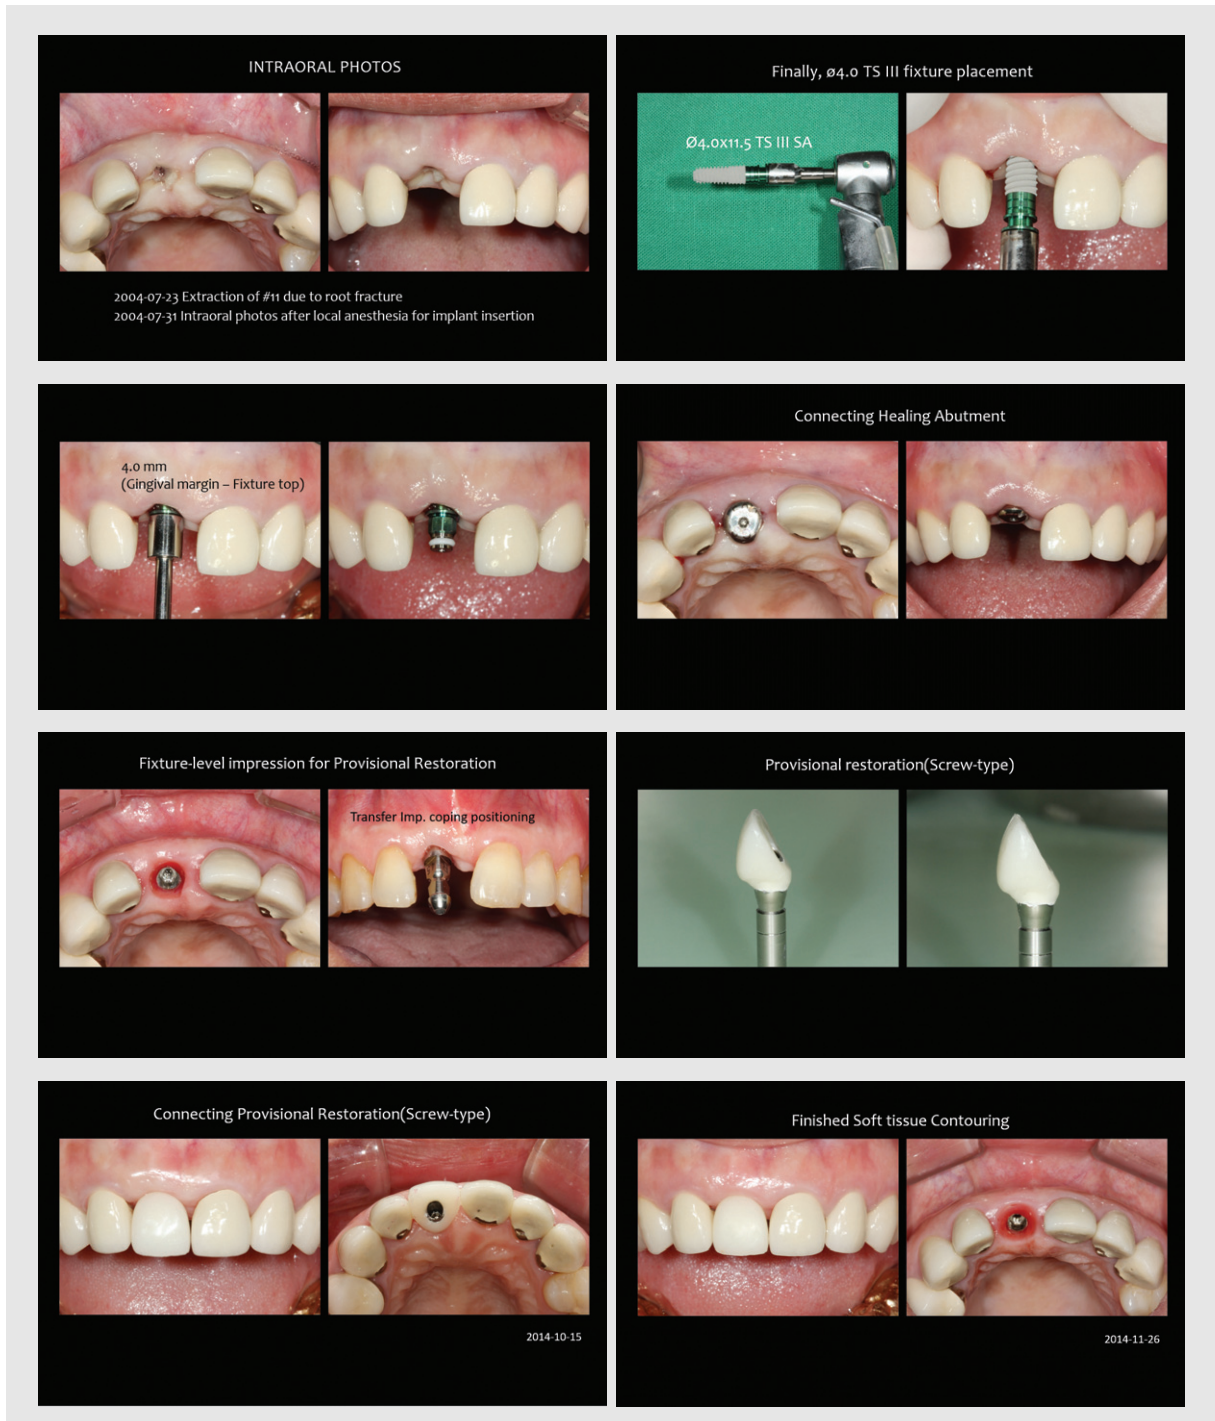 INTRAORAL PHOTOS
2004-07-23 Extraction of #11 due to root fracture
2004-07-31 Intraoral photos after local anesthesia for implant insertion
Finally, ø4.0 TS III fixture placement
Ø4.0x11.5 TS III SA
4.0 mm
(Gingival margin – Fixture top)
Connecting Healing Abutment
Fixture-level impression for Provisional Restoration
Transfer Imp. coping positioning
Provisional restoration(Screw-type)
Connecting Provisional Restoration(Screw-type)
2014-10-15
Finished Soft tissue Contouring
2014-11-26